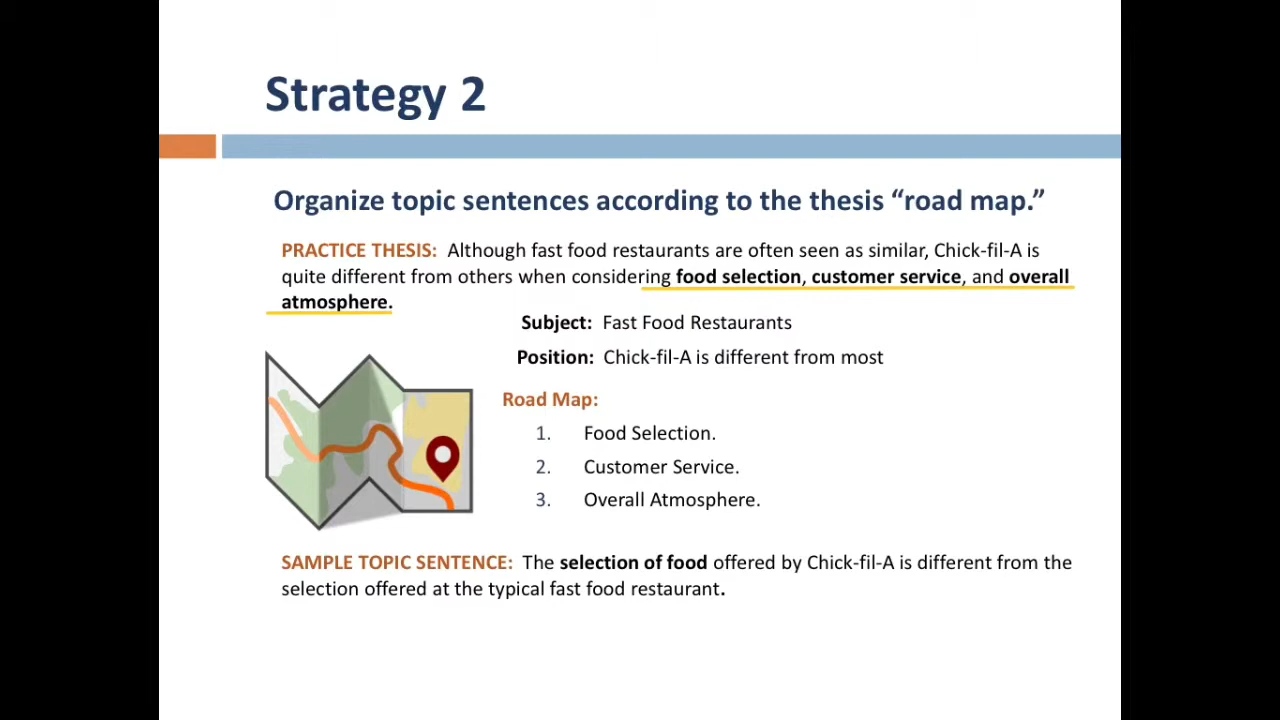 Strategy 2
Organize topic sentences according to the thesis “road map.”
PRACTICE THESIS: Although fast food restaurants are often seen as similar, Chick-fil-A is
quite different from others when considering food selection, customer service, and overall
atmosphere.
Subject: Fast Food Restaurants
Position: Chick-fil-A is different from most
Road Map:
1. Food Selection.
2. Customer Service.
3. Overall Atmosphere.
SAMPLE TOPIC SENTENCE: The selection of food offered by Chick-fil-A is different from the
selection offered at the typical fast food restaurant.